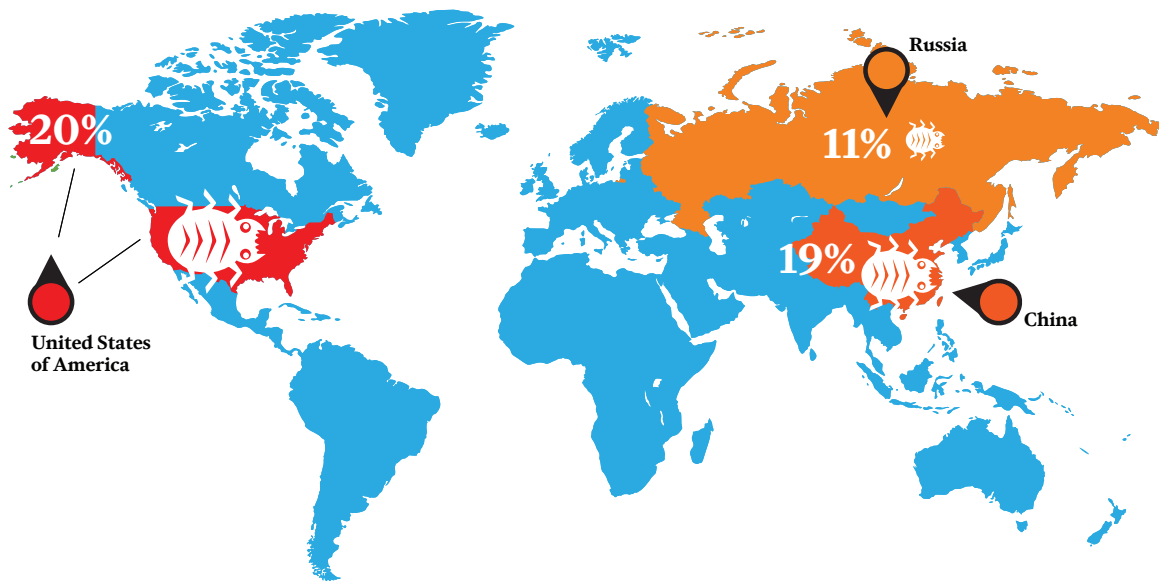 Russia
20%
11%
19%
United States
of America
China